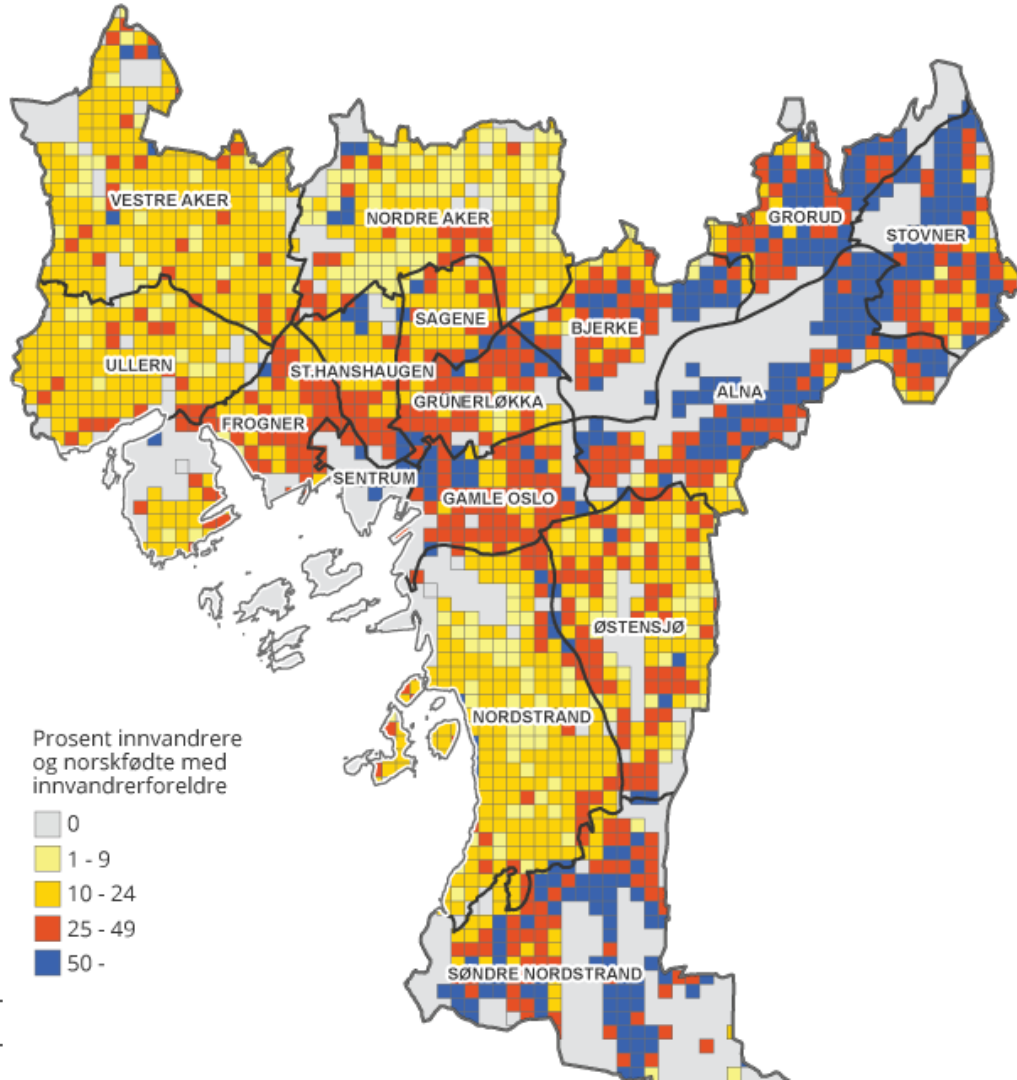 VESTRE AKER
NORDRE AKER
GRORUD
STOVNER
SAGENE
BJERKE
ULLERN
ST.HANSHAUGEN
ALNA
GRÜNERLØKKA
FROGNER
SENTRUM
GAMLE OSLO
ØSTENSJØ
NORDSTRAND
SØNDRE NORDSTRAND
Prosent innvandrere
og norskfødte med
innvandrerforeldre
0
1 - 9
10 - 24
25 - 49
50 -